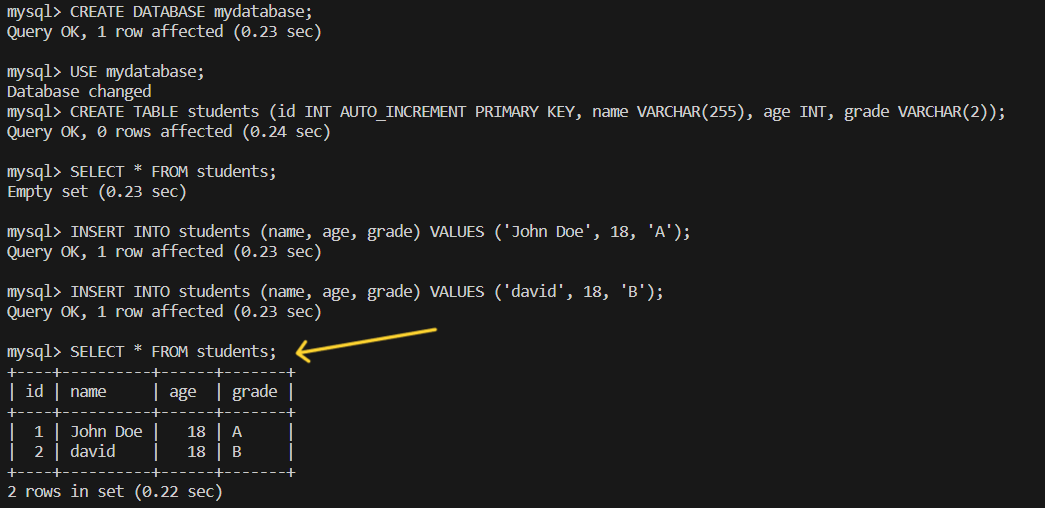 mysql> CREATE DATABASE mydatabase;
Query OK, 1 row affected (0.23 sec)
mysql> USE mydatabase;
Database changed
mysql> CREATE TABLE students (id INT AUTO_INCREMENT PRIMARY KEY, name VARCHAR(255), age INT, grade VARCHAR(2));
Query OK, 0 rows affected (0.24 sec)
mysql> SELECT * FROM students;
Empty set (0.23 sec)
mysql> INSERT INTO students (name, age, grade) VALUES ('John Doe', 18, 'A');
Query OK, 1 row affected (0.23 sec)
mysql> INSERT INTO students (name, age, grade) VALUES ('david', 18, 'B');
Query OK, 1 row affected (0.23 sec)
mysql> SELECT * FROM students;
+----+----------+------+-------+
| id | name     | age  | grade |
+----+----------+------+-------+
|  1 | John Doe |   18 | A     |
|  2 | david    |   18 | B     |
+----+----------+------+-------+
2 rows in set (0.22 sec)